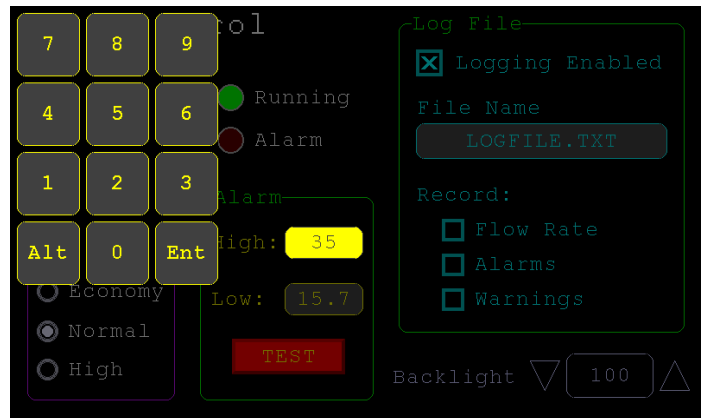 7 8 9
4 5 6
1 2 3
Alt 0 Ent
Running
Alarm
Alarm
High: 35
Low: 15.7
TEST
Economy
Normal
High
Log File
Logging Enabled
File Name
LOGFILE.TXT
Record:
Flow Rate
Alarms
Warnings
Backlight 100